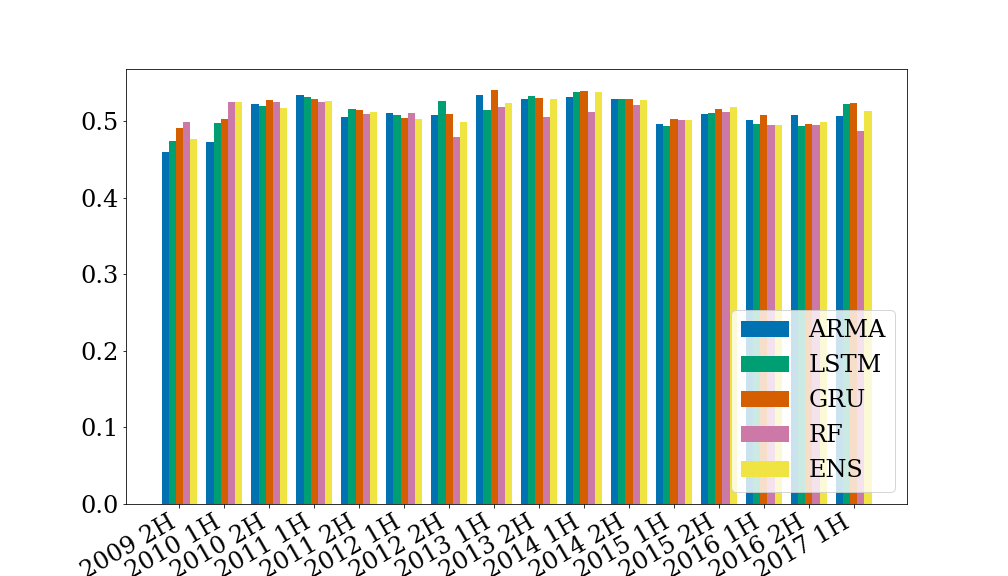 0.5
0.4
0.3
0.2
0.1
0.0
ARMA
LSTM
GRU
RF
ENS
2009 2H
2010 1H
2010 2H
2011 1H
2011 2H
2012 1H
2012 2H
2013 1H
2013 2H
2014 1H
2014 2H
2015 1H
2015 2H
2016 1H
2016 2H
2017 1H